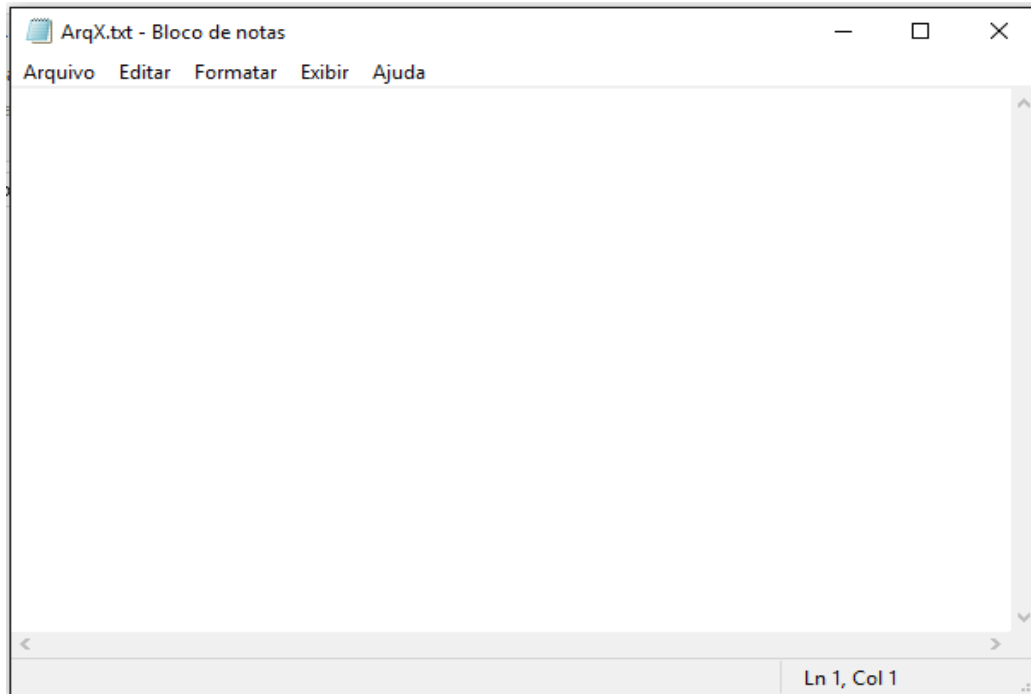 ArqX.txt - Bloco de notas
Arquivo Editar Formatar Exibir Ajuda
Ln 1, Col 1